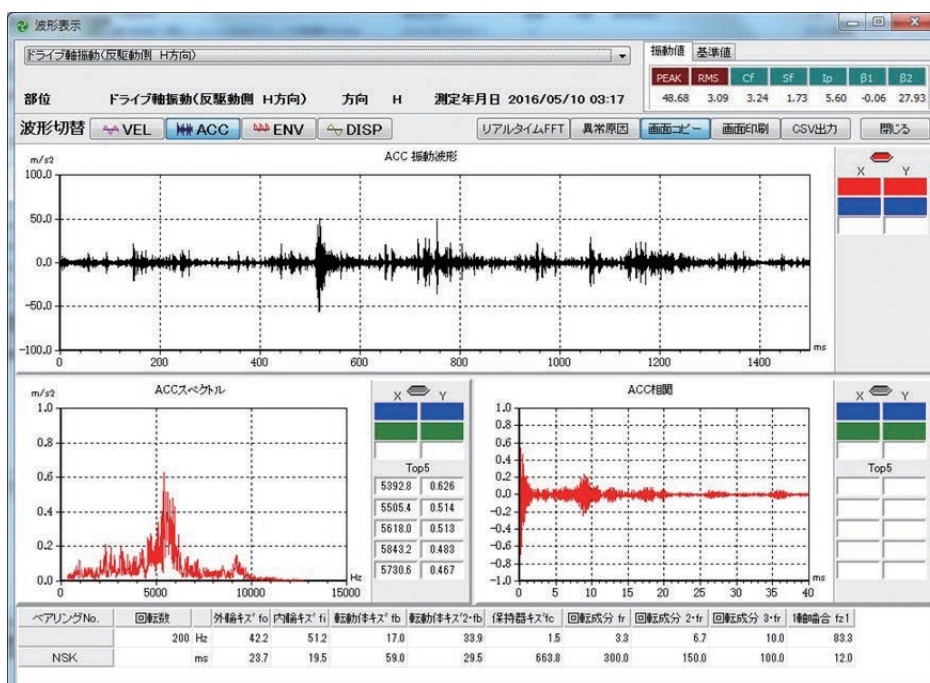 波形表示
ドライブ軸振動(反駆動側 H方向)
振動値 基準値
PEAK RMS Cf Sf Ip β1 β2
48.68 3.09 3.24 1.73 5.60 -0.06 27.93
部位 ドライブ軸振動(反駆動側 H方向) 方向 H 測定年月日 2016/05/10 03:17
波形切替 VEL ACC ENV DISP リアルタイムFFT 異常原因 画面コピー 画面印刷 CSV出力 閉じる
ACC 振動波形
m/s2
100.0
50.0
0.0
-50.0
-100.0
0 200 400 600 800 1000 1200 1400 ms
X Y
ACCスペクトル
m/s2
1.0
0.8
0.6
0.4
0.2
0.0
0 5000 10000 15000 Hz
X Y
Top5
5392.8 0.626
5505.4 0.514
5618.0 0.513
5843.2 0.483
5730.6 0.467
ACC相関
1.0
0.8
0.6
0.4
0.2
0.0
-0.2
-0.4
-0.6
-0.8
-1.0
0 5 10 15 20 25 30 35 40 ms
X Y
Top5
ベアリングNo. 回転数 外輪キズ fo 内輪キズ fi 転動体キズ fb 転動体キズ2・fb 保持器キズfc 回転成分 fr 回転成分 2・fr 回転成分 3・fr 1軸噛合 fz1
200 Hz 42.2 51.2 17.0 33.9 1.5 3.3 6.7 10.0 83.3
NSK ms 23.7 19.5 59.0 29.5 663.8 300.0 150.0 100.0 12.0